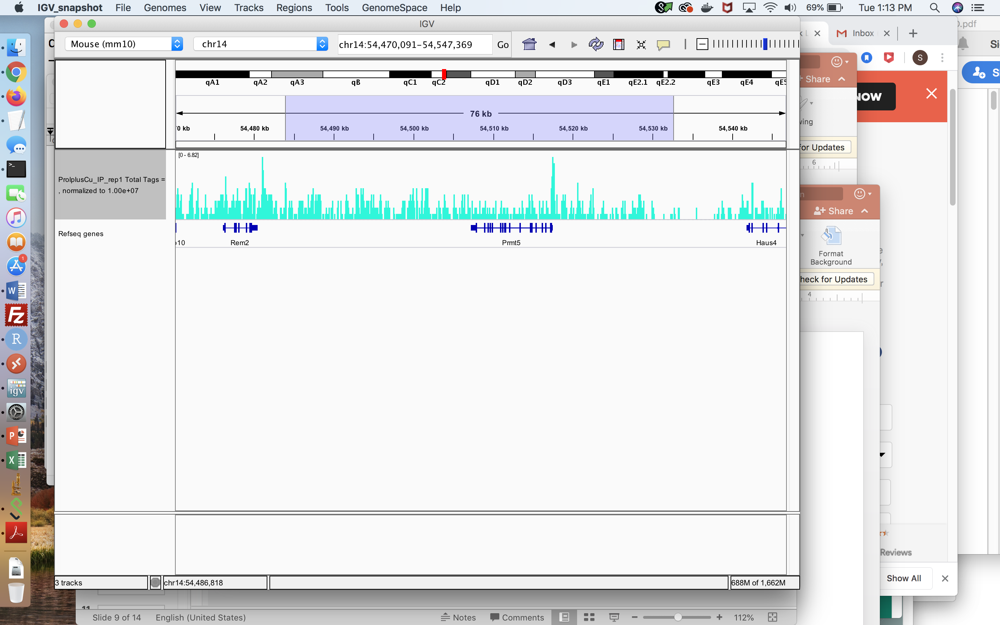 IGV_snapshot File Genomes View Tracks Regions Tools GenomeSpace Help 69% Tue 1:13 PM
IGV
.pdf
Inbox
Mouse (mm10) chr14 chr14:54,470,091-54,547,369 Go
S
qA1 qA2 qA3 qB qC1 qC2 qD1 qD2 qD3 qE1 qE2.1 qE2.2 qE3 qE4 qE5
Share
NOW
76 kb
0 kb 54,480 kb 54,490 kb 54,500 kb 54,510 kb 54,520 kb 54,530 kb 54,540 kb
for Updates
6
[0 - 6.82]
ProlplusCu_IP_rep1 Total Tags =
, normalized to 1.00e+07
Share
Refseq genes
10 Rem2 Prmt5 Haus4
Format
Background
heck for Updates
4
1
W
Fz
R
igv
P
X
Reviews
Show All
3 tracks chr14:54,486,818 688M of 1,662M
11
Slide 9 of 14 English (United States) Notes Comments 112%